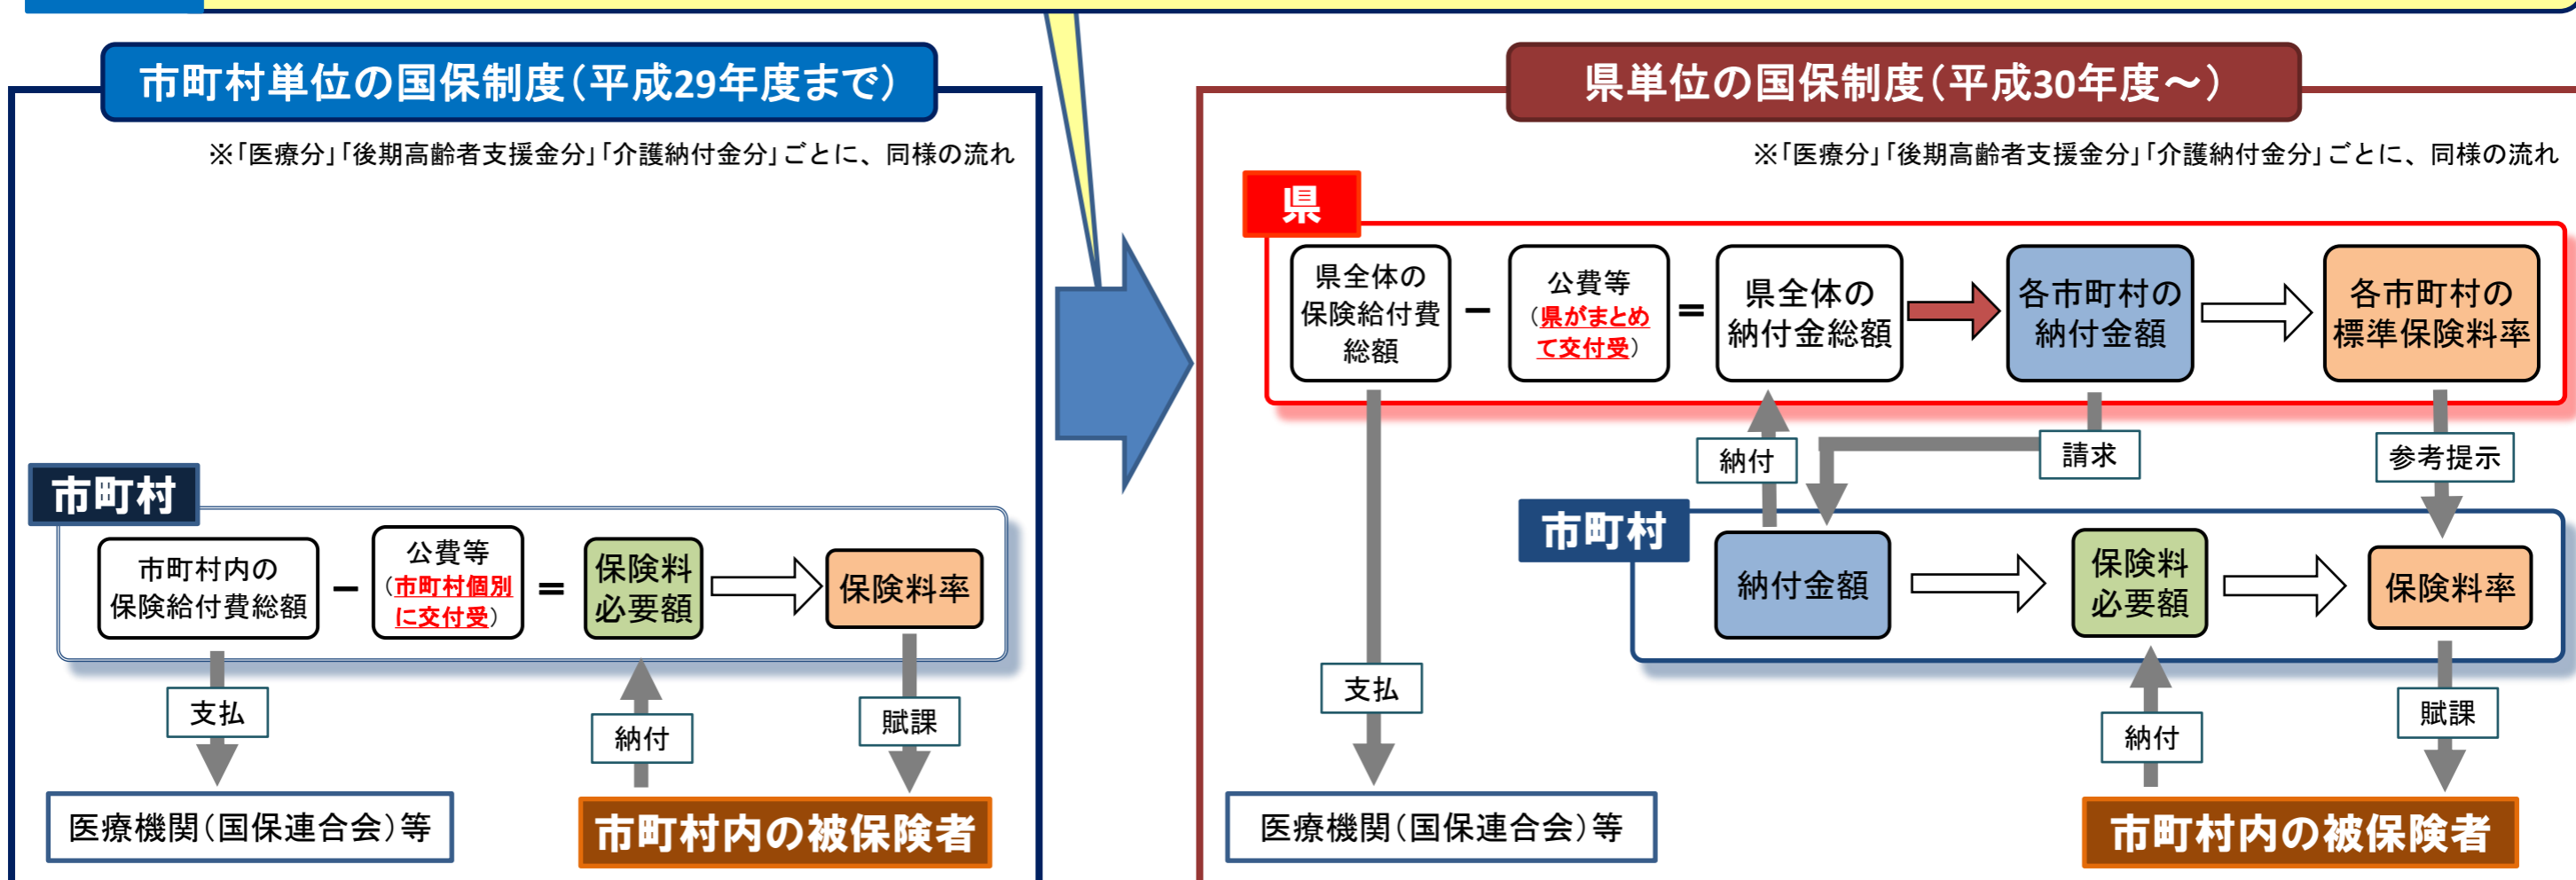 市町村単位の国保制度(平成29年度まで)
※「医療分」「後期高齢者支援金分」「介護納付金分」ごとに、同様の流れ
市町村
市町村内の
保険給付費総額
−
公費等
(市町村個別
に交付受)
=
保険料
必要額
保険料率
支払
納付
賦課
医療機関(国保連合会)等
市町村内の被保険者
県単位の国保制度(平成30年度~)
※「医療分」「後期高齢者支援金分」「介護納付金分」ごとに、同様の流れ
県
県全体の
保険給付費
総額
−
公費等
(県がまとめ
て交付受)
=
県全体の
納付金総額
各市町村の
納付金額
各市町村の
標準保険料率
納付
請求
参考提示
市町村
納付金額
保険料
必要額
保険料率
支払
納付
賦課
医療機関(国保連合会)等
市町村内の被保険者